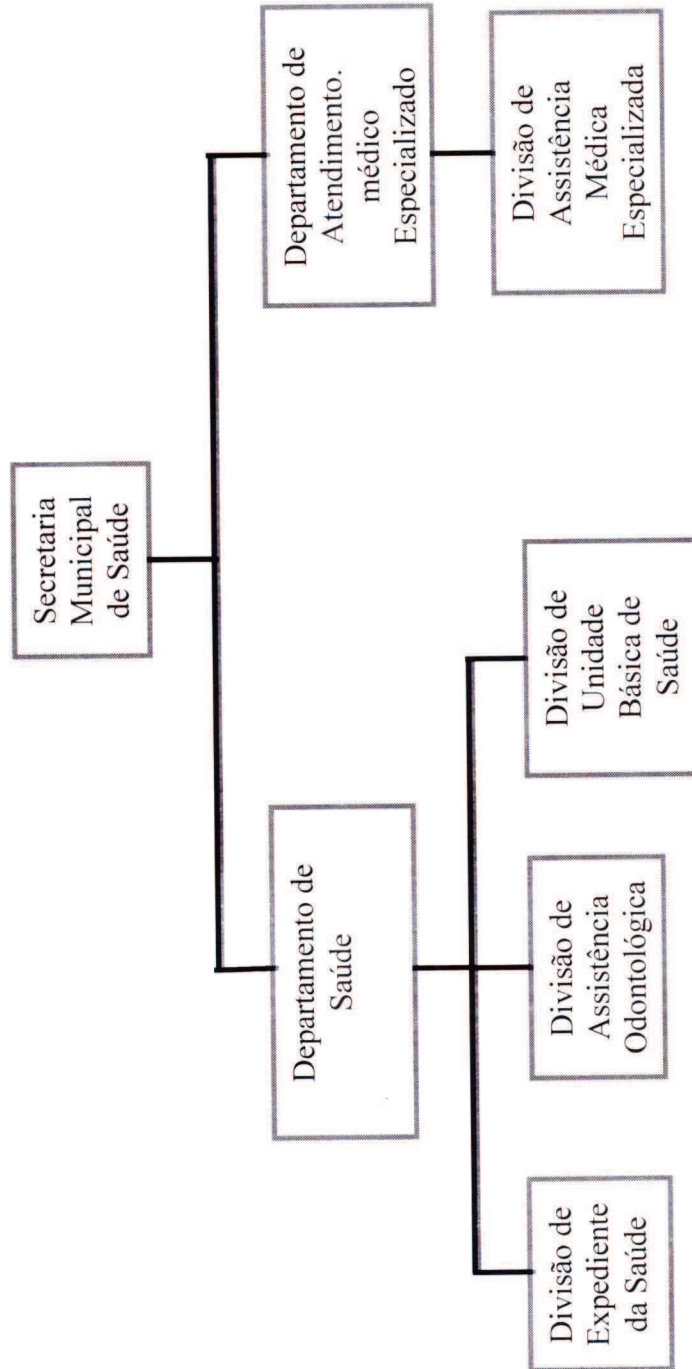 Secretaria
Municipal
de Saúde
Departamento de
Saúde
Departamento de
Atendimento.
médico
Especializado
Divisão de
Expediente
da Saúde
Divisão de
Assistência
Odontológica
Divisão de
Unidade
Básica de
Saúde
Divisão de
Assistência
Médica
Especializada